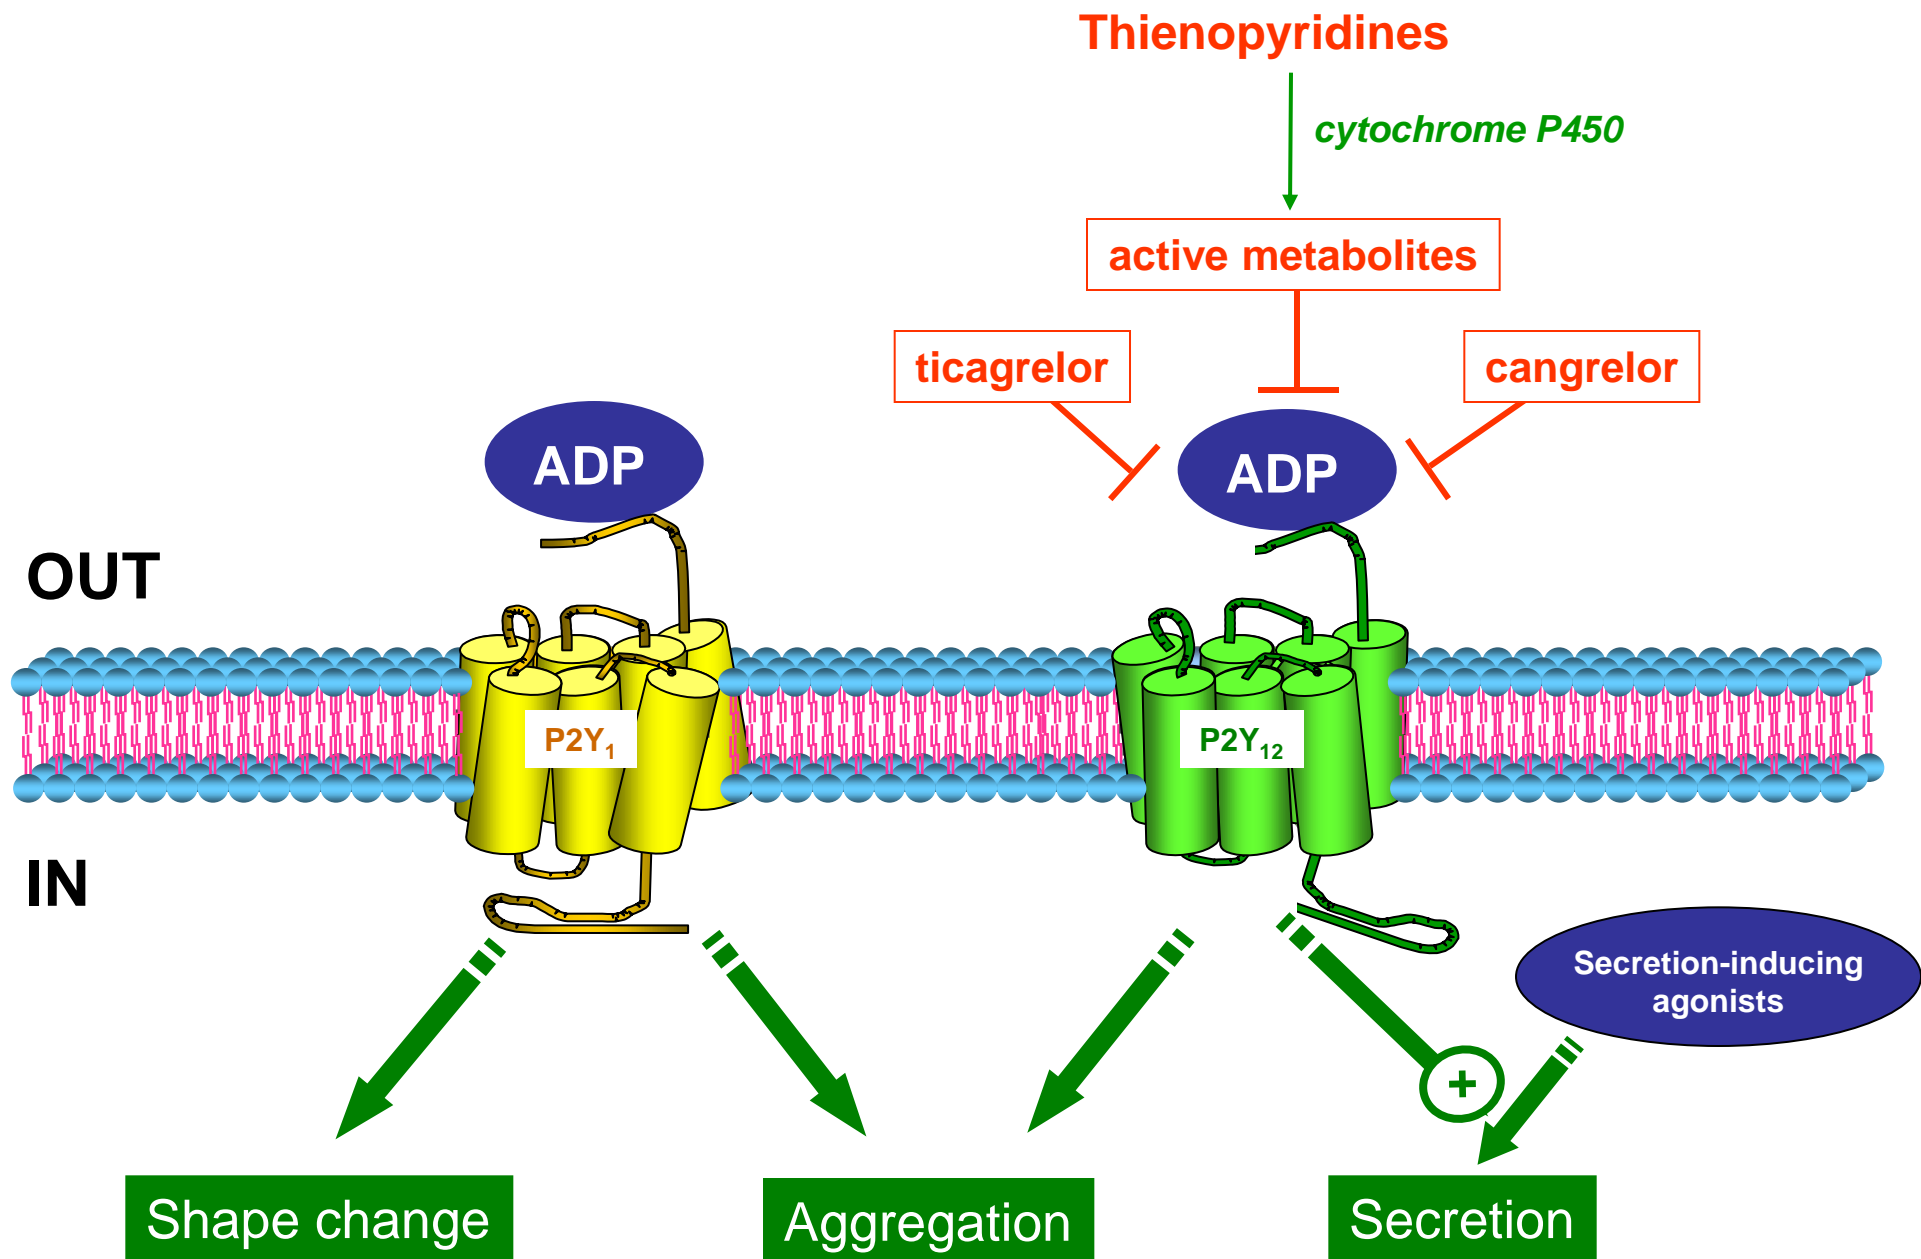 Thienopyridines
cytochrome P450
active metabolites
ticagrelor
cangrelor
ADP
ADP
OUT
P2Y1
P2Y12
IN
Secretion-inducing
agonists
+
Shape change
Aggregation
Secretion